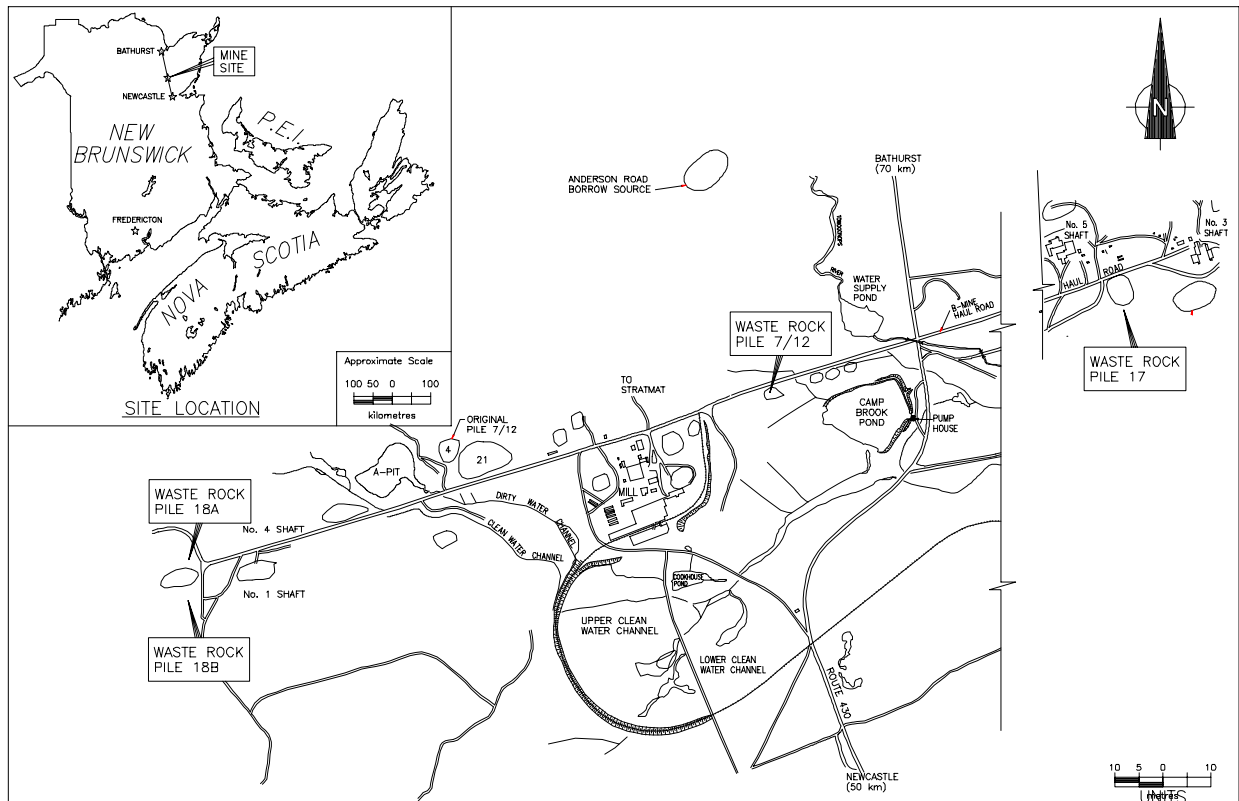 BATHURST
MINE
SITE
NEWCASTLE
P.E.I.
NEW
BRUNSWICK
FREDERICTON
NOVA
SCOTIA
SITE LOCATION
Approximate Scale
100 50 0 100
kilometres
N
ANDERSON ROAD
BORROW SOURCE
BATHURST
(70 km)
RIVER
WATER
SUPPLY
POND
B-MINE
HAUL ROAD
No. 5
SHAFT
No. 3
SHAFT
HAUL ROAD
WASTE ROCK
PILE 17
WASTE ROCK
PILE 7/12
TO
STRATMAT
CAMP
BROOK
POND
PUMP
HOUSE
ORIGINAL
PILE 7/12
4
21
A-PIT
MILL
DIRTY WATER CHANNEL
CLEAN WATER CHANNEL
WASTE ROCK
PILE 18A
No. 4 SHAFT
No. 1 SHAFT
WASTE ROCK
PILE 18B
COOKHOUSE
POND
UPPER CLEAN
WATER CHANNEL
LOWER CLEAN
WATER CHANNEL
ROUTE 430
NEWCASTLE
(50 km)
10 5 0 10
metres
UNITS